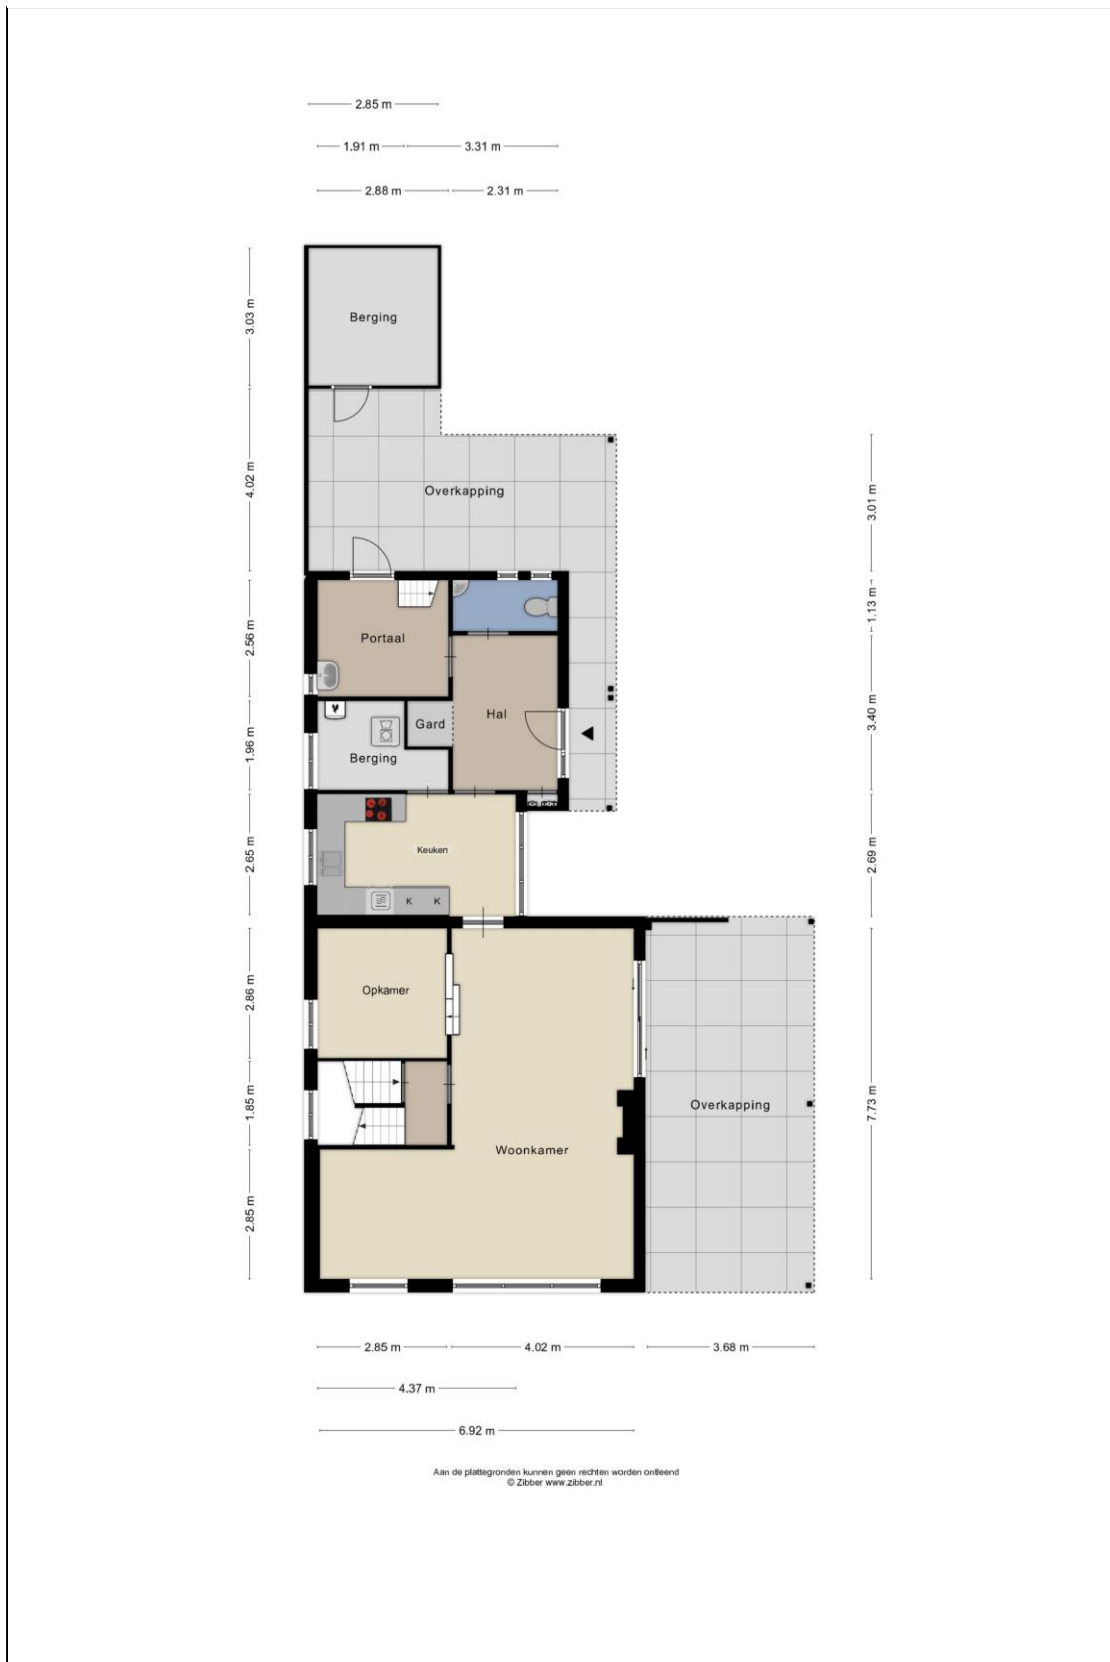 2.85 m
1.91 m
3.31 m
2.88 m
2.31 m
3.03 m
Berging
4.02 m
Overkapping
3.01 m
2.56 m
Portaal
1.13 m
Gard
Hal
3.40 m
1.96 m
Berging
2.65 m
Keuken
2.69 m
K K
2.86 m
Opkamer
1.85 m
Overkapping
7.73 m
Woonkamer
2.85 m
2.85 m
4.02 m
3.68 m
4.37 m
6.92 m
Aan de plattegronden kunnen geen rechten worden ontleend
© Zibber www.zibber.nl